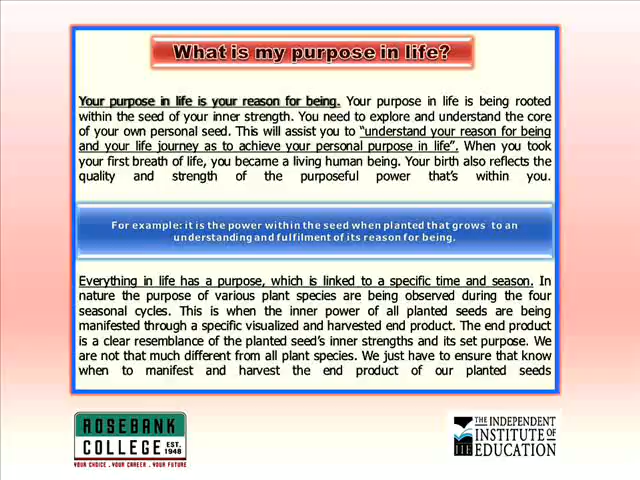 What is my purpose in life?
Your purpose in life is your reason for being. Your purpose in life is being rooted
within the seed of your inner strength. You need to explore and understand the core
of your own personal seed. This will assist you to “understand your reason for being
and your life journey as to achieve your personal purpose in life”. When you took
your first breath of life, you became a living human being. Your birth also reflects the
quality and strength of the purposeful power that’s within you.
For example: it is the power within the seed when planted that grows to an
understanding and fulfilment of its reason for being.
Everything in life has a purpose, which is linked to a specific time and season. In
nature the purpose of various plant species are being observed during the four
seasonal cycles. This is when the inner power of all planted seeds are being
manifested through a specific visualized and harvested end product. The end product
is a clear resemblance of the planted seed’s inner strengths and its set purpose. We
are not that much different from all plant species. We just have to ensure that know
when to manifest and harvest the end product of our planted seeds
ROSEBANK
COLLEGE EST. 1948
YOUR CHOICE . YOUR CAREER . YOUR FUTURE
THE INDEPENDENT
INSTITUTE OF
IIE EDUCATION